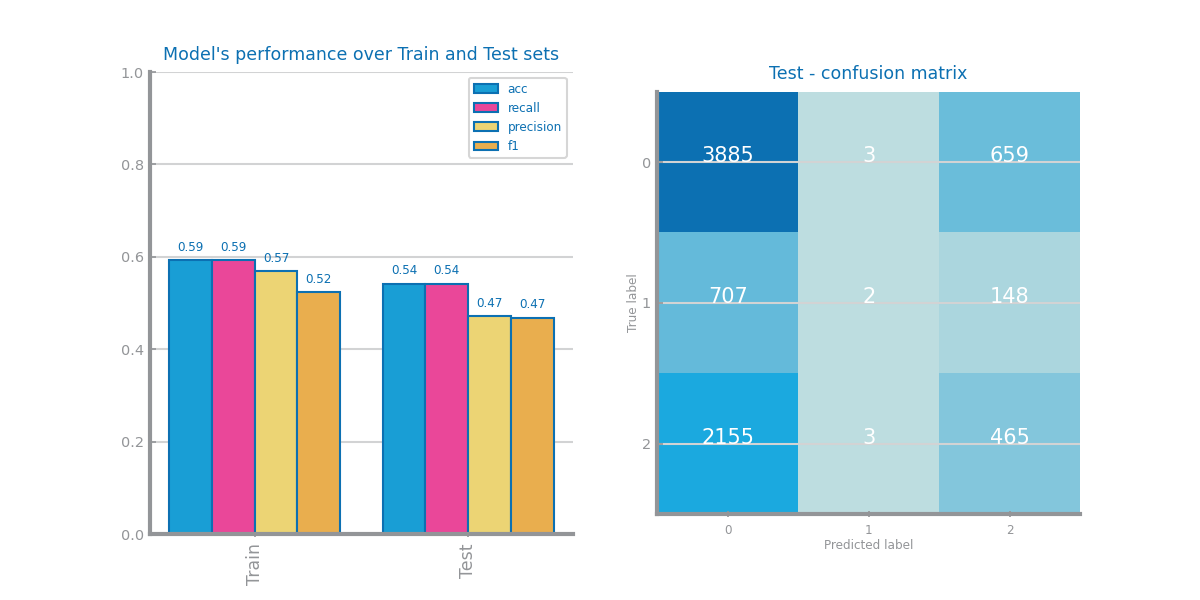 Model's performance over Train and Test sets
1.0
0.8
0.6
0.4
0.2
0.0
acc
recall
precision
f1
0.59 0.59 0.57 0.52
0.54 0.54 0.47 0.47
Train Test
Test - confusion matrix
True label
0 3885 3 659
1 707 2 148
2 2155 3 465
0 1 2
Predicted label